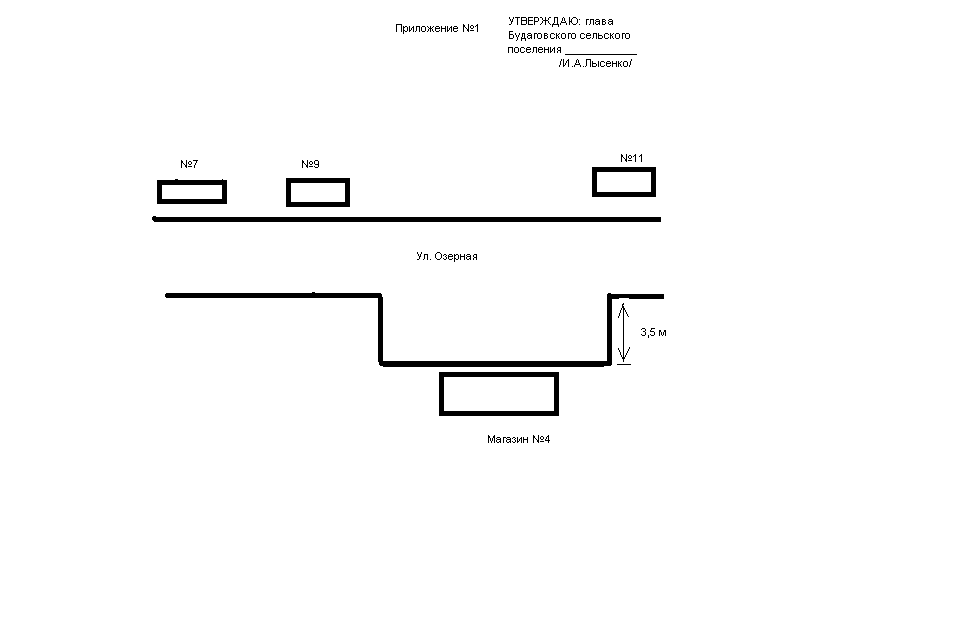 Приложение №1
УТВЕРЖДАЮ: глава
Будаговского сельского
поселения ____________
/И.А.Лысенко/
№7
№9
№11
Ул. Озерная
3,5 м
Магазин №4